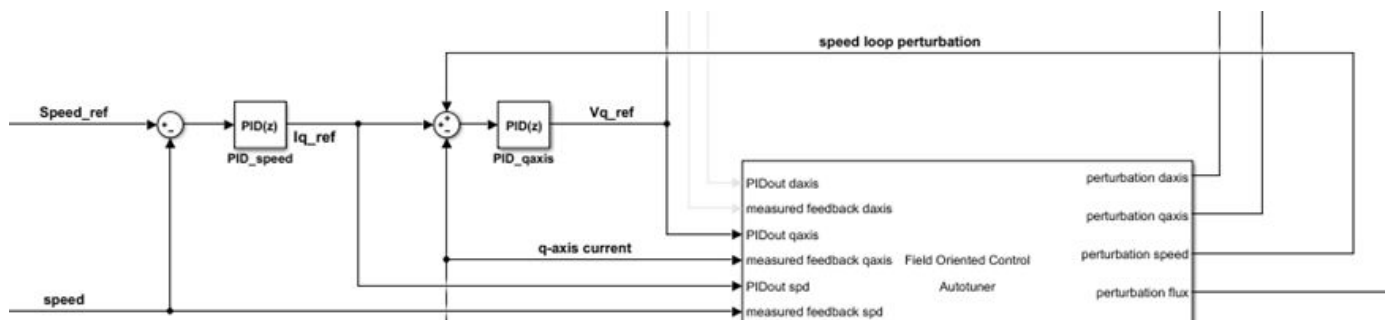 speed loop perturbation
Speed_ref
PID(z)
Iq_ref
PID_speed
PID(z)
Vq_ref
PID_qaxis
PIDout daxis
perturbation daxis
measured feedback daxis
perturbation qaxis
PIDout qaxis
q-axis current
measured feedback qaxis
Field Oriented Control
Autotuner
perturbation speed
PIDout spd
perturbation flux
speed
measured feedback spd